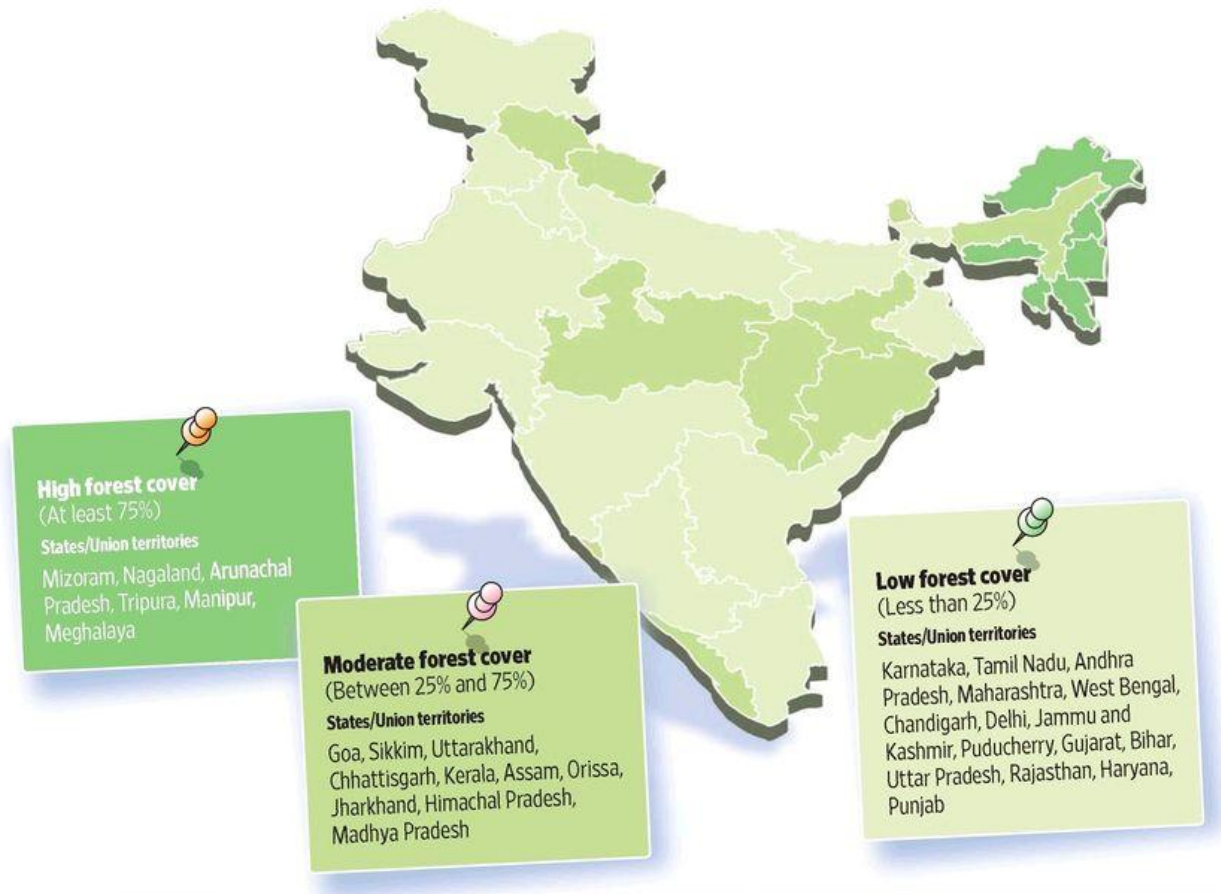 High forest cover
(At least 75%)
States/Union territories
Mizoram, Nagaland, Arunachal
Pradesh, Tripura, Manipur,
Meghalaya
Moderate forest cover
(Between 25% and 75%)
States/Union territories
Goa, Sikkim, Uttarakhand,
Chhattisgarh, Kerala, Assam, Orissa,
Jharkhand, Himachal Pradesh,
Madhya Pradesh
Low forest cover
(Less than 25%)
States/Union territories
Karnataka, Tamil Nadu, Andhra
Pradesh, Maharashtra, West Bengal,
Chandigarh, Delhi, Jammu and
Kashmir, Puducherry, Gujarat, Bihar,
Uttar Pradesh, Rajasthan, Haryana,
Punjab